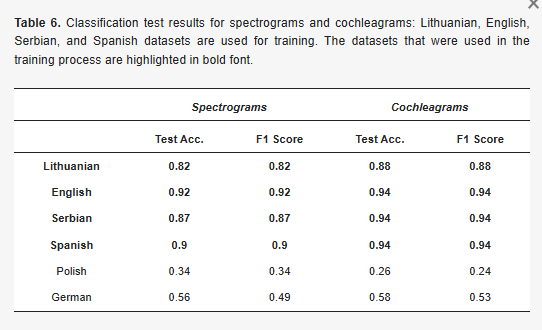 Table 6. Classification test results for spectrograms and cochleagrams: Lithuanian, English,
Serbian, and Spanish datasets are used for training. The datasets that were used in the
training process are highlighted in bold font.
Spectrograms Cochleagrams
Test Acc. F1 Score Test Acc. F1 Score
Lithuanian 0.82 0.82 0.88 0.88
English 0.92 0.92 0.94 0.94
Serbian 0.87 0.87 0.94 0.94
Spanish 0.9 0.9 0.94 0.94
Polish 0.34 0.34 0.26 0.24
German 0.56 0.49 0.58 0.53